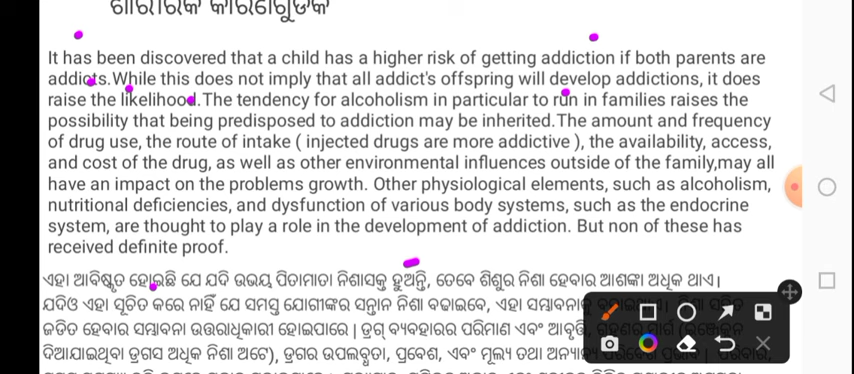 ଶାରୀରିକ କାରଣଗୁଡିକ
It has been discovered that a child has a higher risk of getting addiction if both parents are
addicts.While this does not imply that all addict's offspring will develop addictions, it does
raise the likelihood.The tendency for alcoholism in particular to run in families raises the
possibility that being predisposed to addiction may be inherited.The amount and frequency
of drug use, the route of intake ( injected drugs are more addictive ), the availability, access,
and cost of the drug, as well as other environmental influences outside of the family,may all
have an impact on the problems growth. Other physiological elements, such as alcoholism,
nutritional deficiencies, and dysfunction of various body systems, such as the endocrine
system, are thought to play a role in the development of addiction. But non of these has
received definite proof.
ଏହା ଆବିଷ୍କୃତ ହୋଇଛି ଯେ ଯଦି ଉଭୟ ପିତାମାତା ନିଶାସକ୍ତ ହୁଅନ୍ତି, ତେବେ ଶିଶୁର ନିଶା ହେବାର ଆଶଙ୍କା ଅଧିକ ଥାଏ।
ଯଦିଓ ଏହା ସୂଚିତ କରେ ନାହିଁ ଯେ ସମସ୍ତ ଯୋଗୀଙ୍କର ସନ୍ତାନ ନିଶା ବଢାଇବେ, ଏହା ସମ୍ଭାବନାକୁ
ଜଡିତ ହେବାର ସମ୍ଭାବନା ଉତ୍ତରାଧିକାରୀ ହୋଇପାରେ | ଡ୍ରଗ୍ ବ୍ୟବହାରର ପରିମାଣ ଏବଂ ଆବୃତ୍ତି,
ଦିଆଯାଇଥିବା ଡ୍ରଗସ ଅଧିକ ନିଶା ଅଟେ), ଡ୍ରଗର ଉପଲବ୍ଧତା, ପ୍ରବେଶ, ଏବଂ ମୂଲ୍ୟ ତଥା ଅନ୍ୟାନ୍ୟ